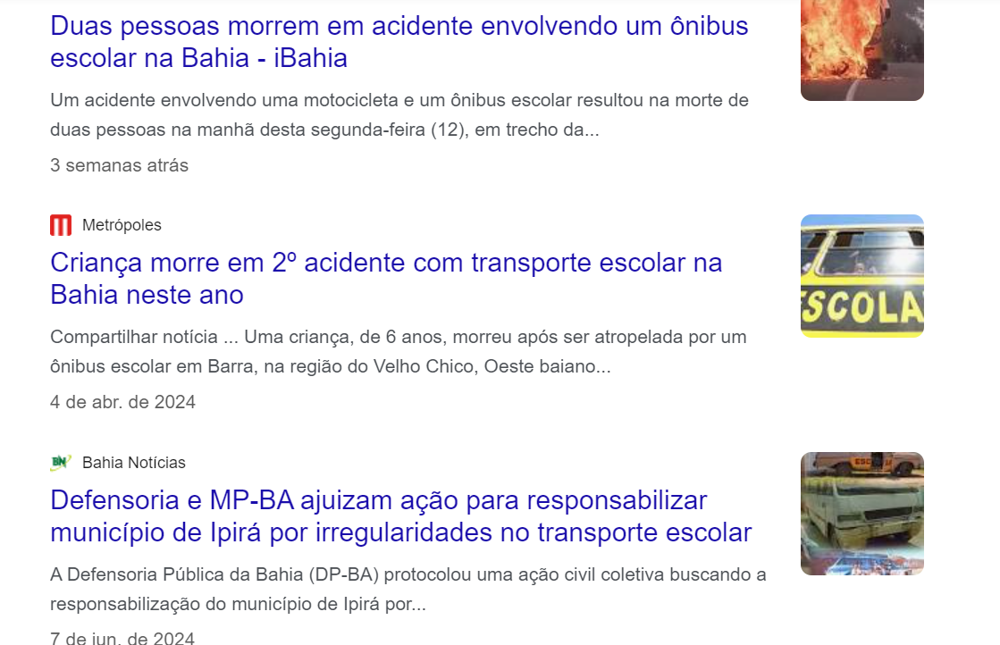 Duas pessoas morrem em acidente envolvendo um ônibus
escolar na Bahia - iBahia
Um acidente envolvendo uma motocicleta e um ônibus escolar resultou na morte de
duas pessoas na manhã desta segunda-feira (12), em trecho da...
3 semanas atrás
Metrópoles
Criança morre em 2º acidente com transporte escolar na
Bahia neste ano
ESCOLA
Compartilhar notícia ... Uma criança, de 6 anos, morreu após ser atropelada por um
ônibus escolar em Barra, na região do Velho Chico, Oeste baiano...
4 de abr. de 2024
BN
Bahia Notícias
Defensoria e MP-BA ajuizam ação para responsabilizar
município de Ipirá por irregularidades no transporte escolar
A Defensoria Pública da Bahia (DP-BA) protocolou uma ação civil coletiva buscando a
responsabilização do município de Ipirá por...
7 de jun. de 2024